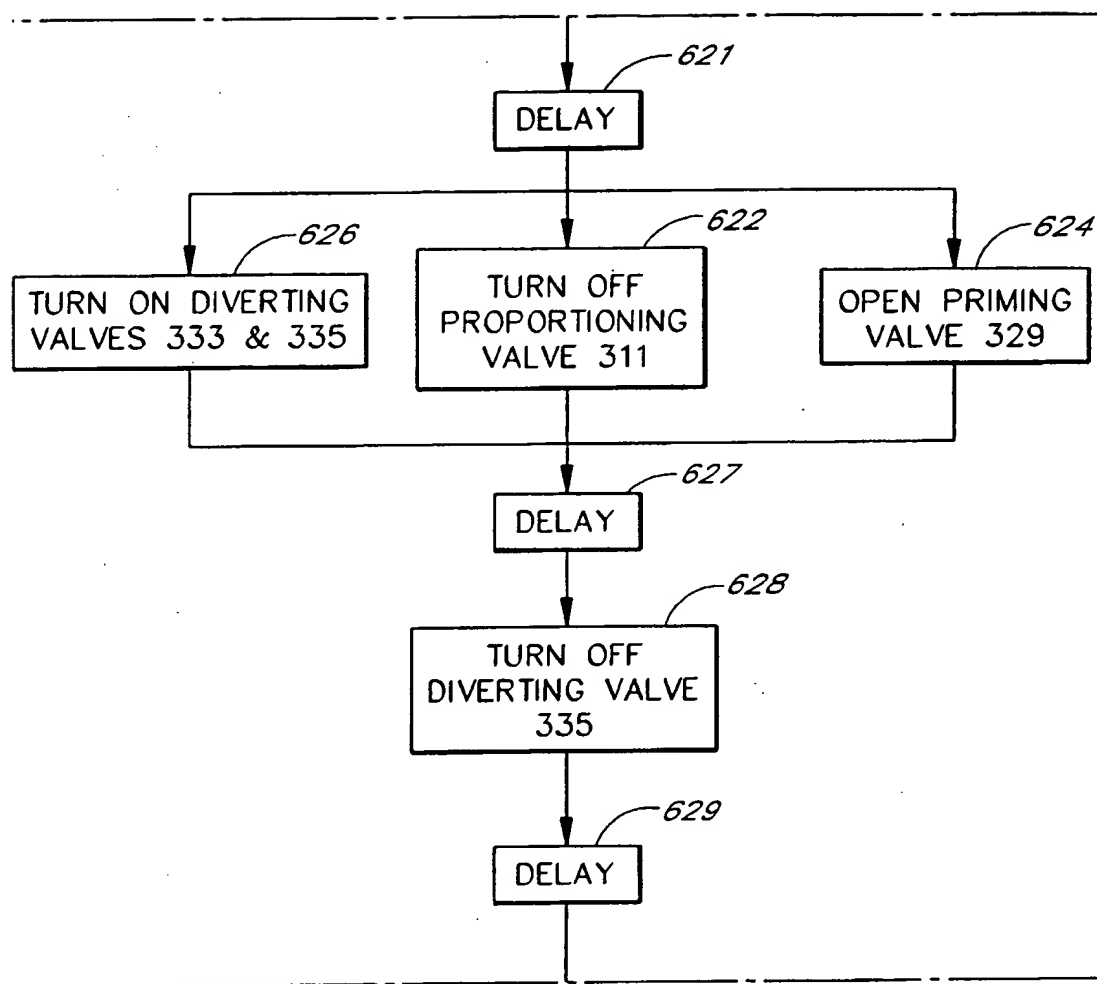 621
DELAY
626
622
624
TURN ON DIVERTING
VALVES 333 & 335
TURN OFF
PROPORTIONING
VALVE 311
OPEN PRIMING
VALVE 329
627
DELAY
628
TURN OFF
DIVERTING VALVE
335
629
DELAY